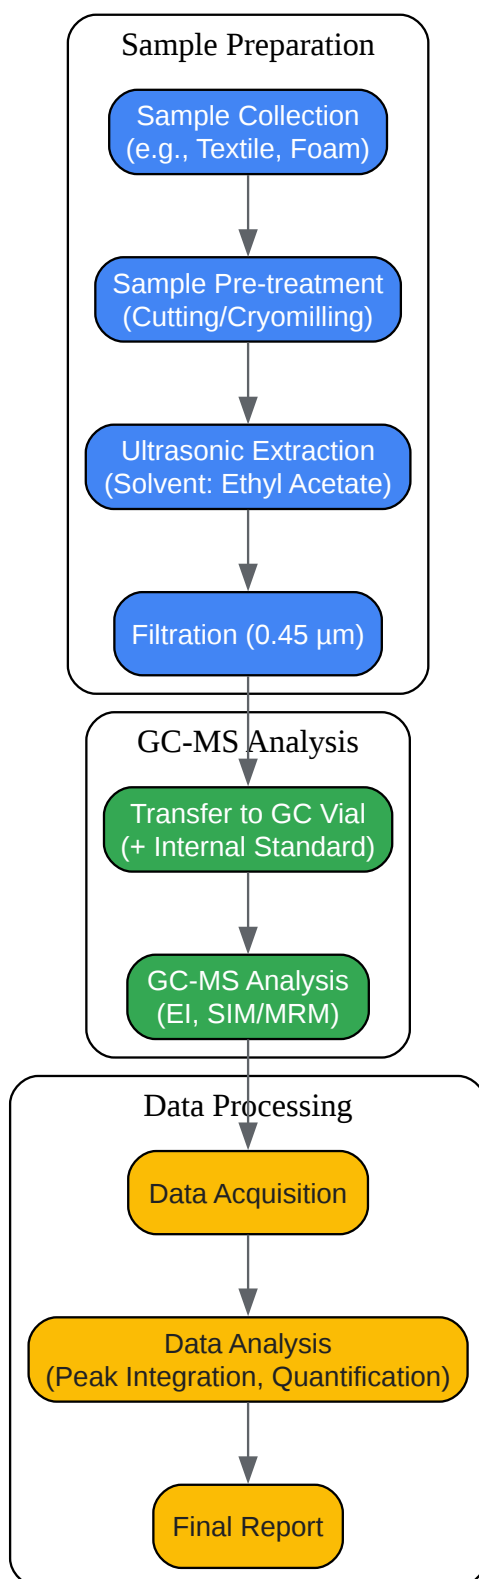 Sample Preparation
Sample Collection
(e.g., Textile, Foam)
Sample Pre-treatment
(Cutting/Cryomilling)
Ultrasonic Extraction
(Solvent: Ethyl Acetate)
Filtration (0.45 µm)
GC-MS Analysis
Transfer to GC Vial
(+ Internal Standard)
GC-MS Analysis
(EI, SIM/MRM)
Data Processing
Data Acquisition
Data Analysis
(Peak Integration, Quantification)
Final Report